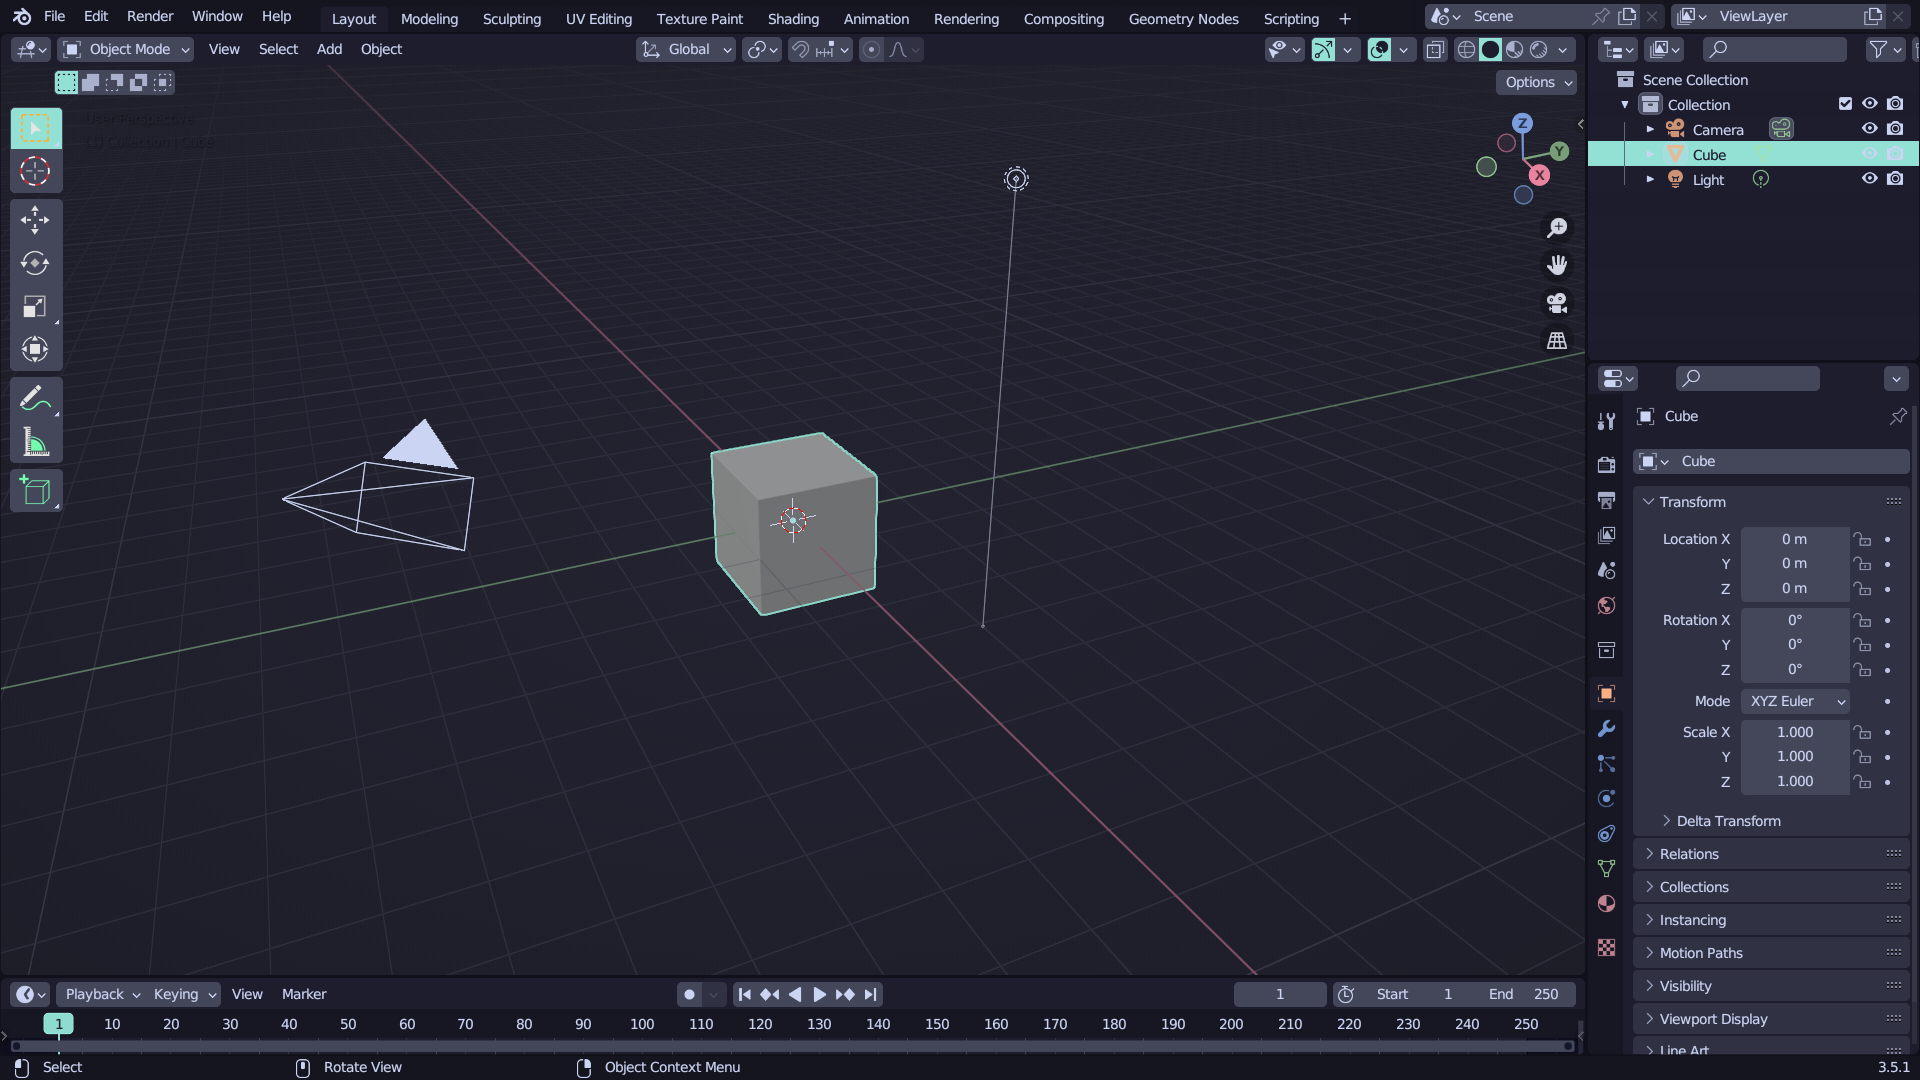 File Edit Render Window Help Layout Modeling Sculpting UV Editing Texture Paint Shading Animation Rendering Compositing Geometry Nodes Scripting + Scene ViewLayer
Object Mode View Select Add Object Global
Options
User Perspective
(1) Collection | Cube
Z
Y
X
Scene Collection
Collection
Camera
Cube
Light
Cube
Cube
Transform
Location X 0 m
Y 0 m
Z 0 m
Rotation X 0°
Y 0°
Z 0°
Mode XYZ Euler
Scale X 1.000
Y 1.000
Z 1.000
Delta Transform
Relations
Collections
Instancing
Motion Paths
Visibility
Viewport Display
Line Art
Playback Keying View Marker 1 Start 1 End 250
1 10 20 30 40 50 60 70 80 90 100 110 120 130 140 150 160 170 180 190 200 210 220 230 240 250
Select Rotate View Object Context Menu 3.5.1